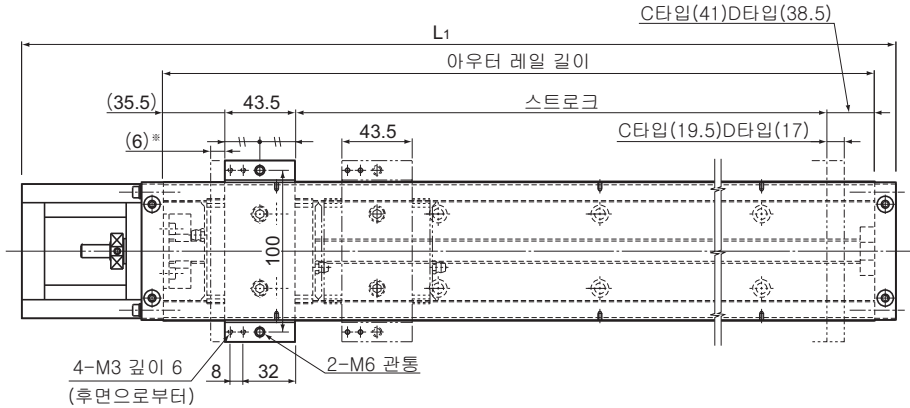 C타입(41)D타입(38.5)
L1
아우터 레일 길이
(35.5)
43.5
스트로크
(6)※
43.5
C타입(19.5)D타입(17)
100
4-M3 깊이 6
(후면으로부터)
8
32
2-M6 관통